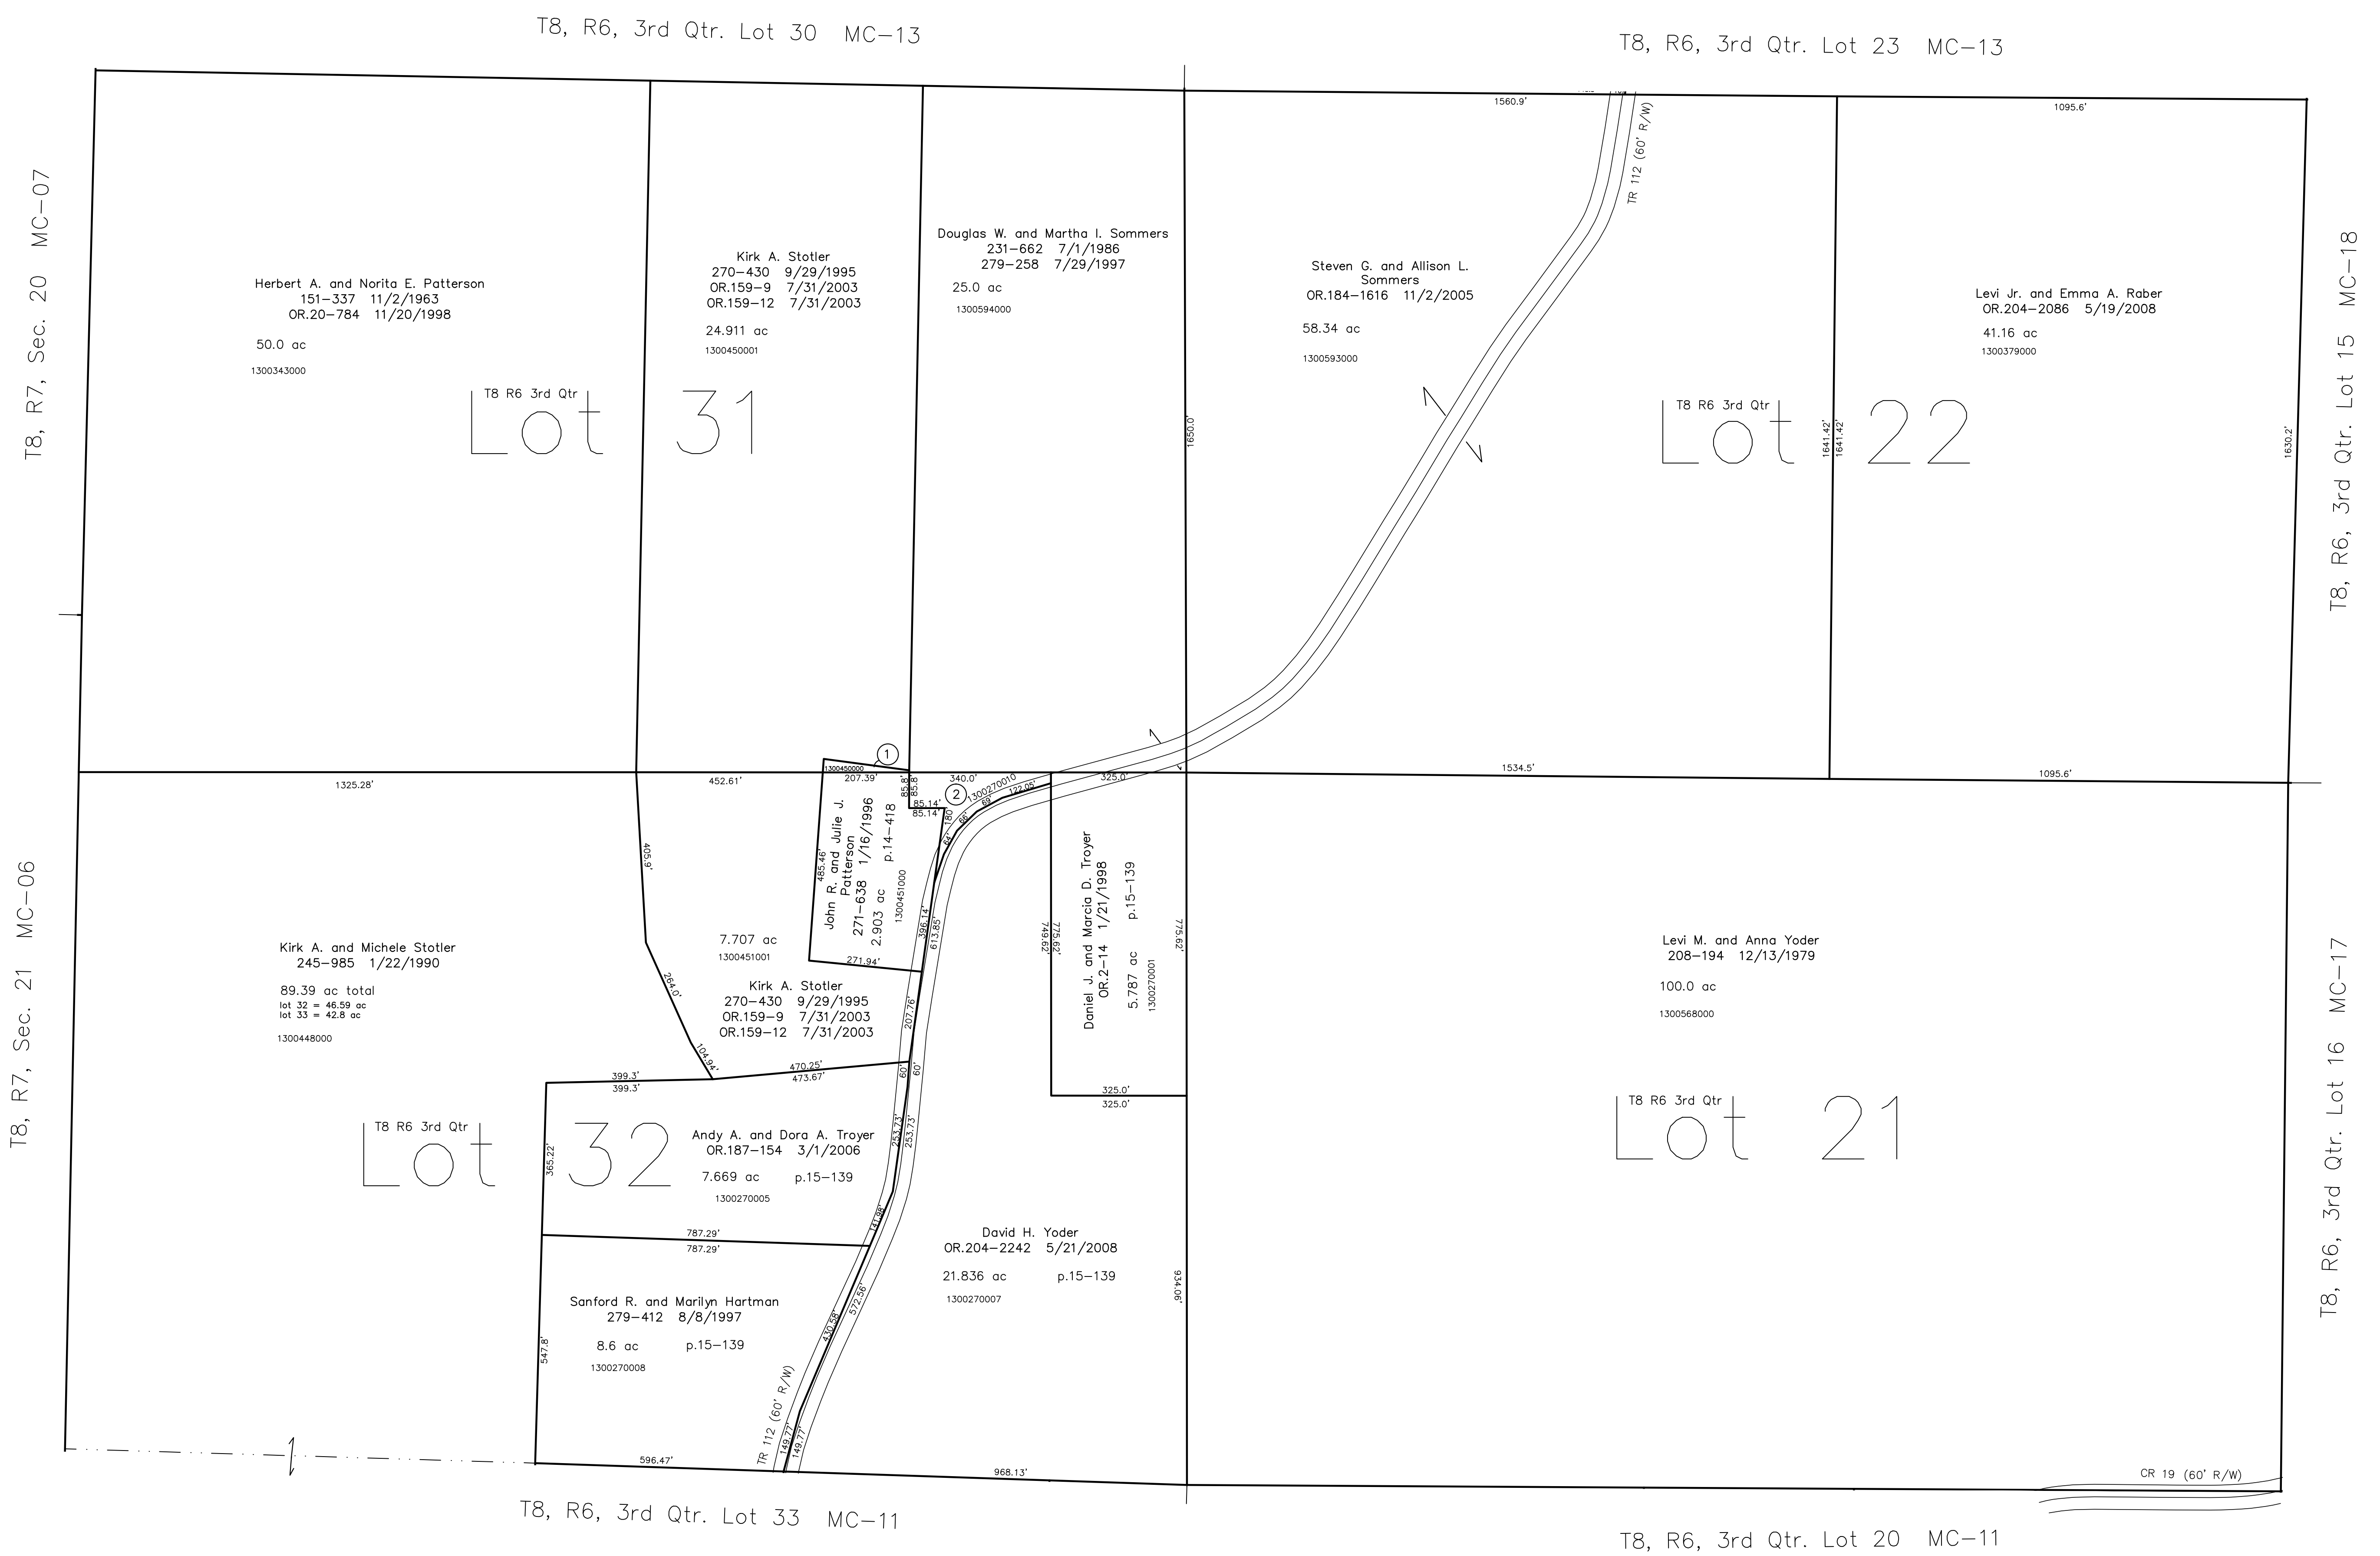 T8, R6, 3rd Qtr. Lot 30 MC-13
T8, R6, 3rd Qtr. Lot 23 MC-13
1560.9'
1095.6'
TR 112 (60' R/W)
T8, R7, Sec. 20 MC-07
T8, R6, 3rd Qtr. Lot 15 MC-18
Herbert A. and Norita E. Patterson
151-337 11/2/1963
OR.20-784 11/20/1998
50.0 ac
1300343000
Kirk A. Stotler
270-430 9/29/1995
OR.159-9 7/31/2003
OR.159-12 7/31/2003
24.911 ac
1300450001
Douglas W. and Martha I. Sommers
231-662 7/1/1986
279-258 7/29/1997
25.0 ac
1300594000
Steven G. and Allison L.
Sommers
OR.184-1616 11/2/2005
58.34 ac
1300593000
Levi Jr. and Emma A. Raber
OR.204-2086 5/19/2008
41.16 ac
1300379000
T8 R6 3rd Qtr
Lot 31
T8 R6 3rd Qtr
Lot 22
1650.0'
1641.42'
1641.42'
1630.2'
1
1300450000
207.39'
85.8'
85.8'
340.0'
325.0'
1325.28'
452.61'
1534.5'
1095.6'
2
1300270010
85.14'
85.14'
180'
64'
66'
69'
122.05'
405.9'
264.0'
104.94'
485.46'
John R. and Julie J.
Patterson
271-638 1/16/1996
2.903 ac p.14-418
1300451000
271.94'
396.14'
613.85'
207.76'
60'
60'
7.707 ac
1300451001
Kirk A. Stotler
270-430 9/29/1995
OR.159-9 7/31/2003
OR.159-12 7/31/2003
749.62'
775.62'
775.62'
Daniel J. and Marcia D. Troyer
OR.2-14 1/21/1998
5.787 ac p.15-139
1300270001
325.0'
325.0'
T8, R7, Sec. 21 MC-06
Kirk A. and Michele Stotler
245-985 1/22/1990
89.39 ac total
lot 32 = 46.59 ac
lot 33 = 42.8 ac
1300448000
Levi M. and Anna Yoder
208-194 12/13/1979
100.0 ac
1300568000
T8, R6, 3rd Qtr. Lot 16 MC-17
399.3'
399.3'
470.25'
473.67'
T8 R6 3rd Qtr
Lot 32
T8 R6 3rd Qtr
Lot 21
365.22'
Andy A. and Dora A. Troyer
OR.187-154 3/1/2006
7.669 ac p.15-139
1300270005
253.73'
253.73'
141.98'
787.29'
787.29'
David H. Yoder
OR.204-2242 5/21/2008
21.836 ac p.15-139
1300270007
934.06'
Sanford R. and Marilyn Hartman
279-412 8/8/1997
8.6 ac p.15-139
1300270008
547.8'
430.58'
572.56'
TR 112 (60' R/W)
149.77'
149.77'
596.47'
968.13'
CR 19 (60' R/W)
T8, R6, 3rd Qtr. Lot 33 MC-11
T8, R6, 3rd Qtr. Lot 20 MC-11